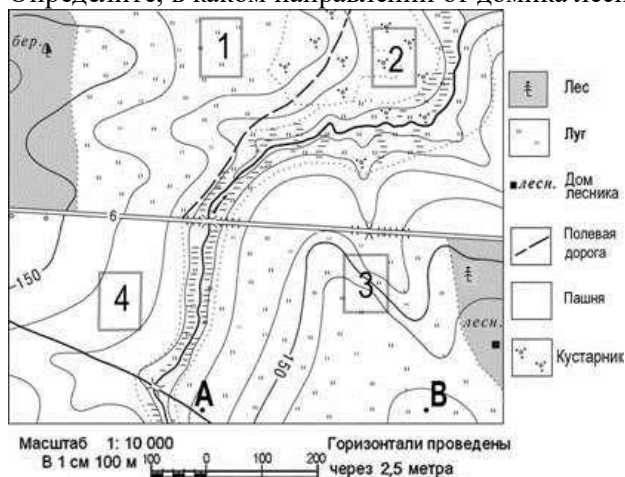 Определите, в каком направлении от домика лесн
1
2
бер.
6
150
4
3
150
лесн.
А
В
Лес
Луг
лесн. Дом
лесника
Полевая
дорога
Пашня
Кустарник
Масштаб 1: 10 000
В 1 см 100 м
100 0 100 200
Горизонтали проведены
через 2,5 метра